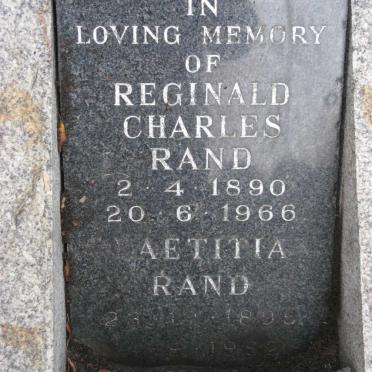 IN
LOVING MEMORY
OF
REGINALD
CHARLES
RAND
2·4·1890
20·6·1966
AETITIA
RAND